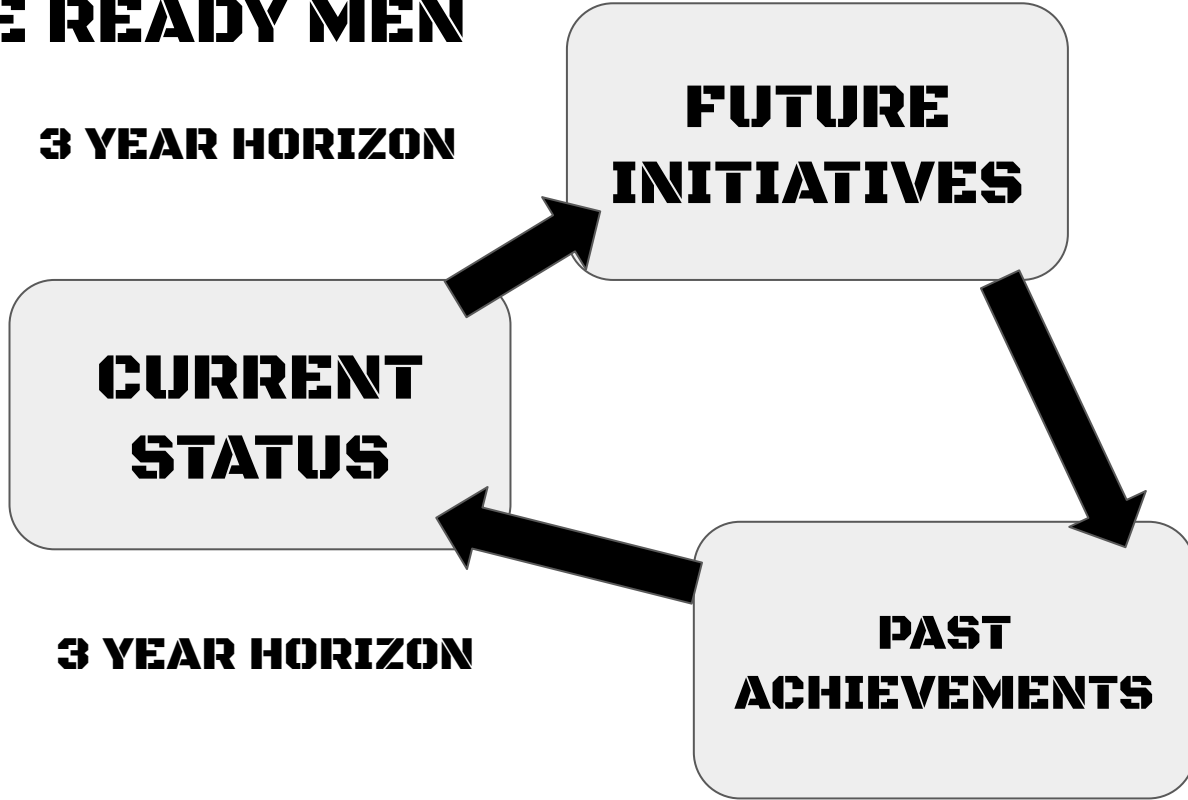 E READY MEN
3 YEAR HORIZON
FUTURE
INITIATIVES
CURRENT
STATUS
3 YEAR HORIZON
PAST
ACHIEVEMENTS